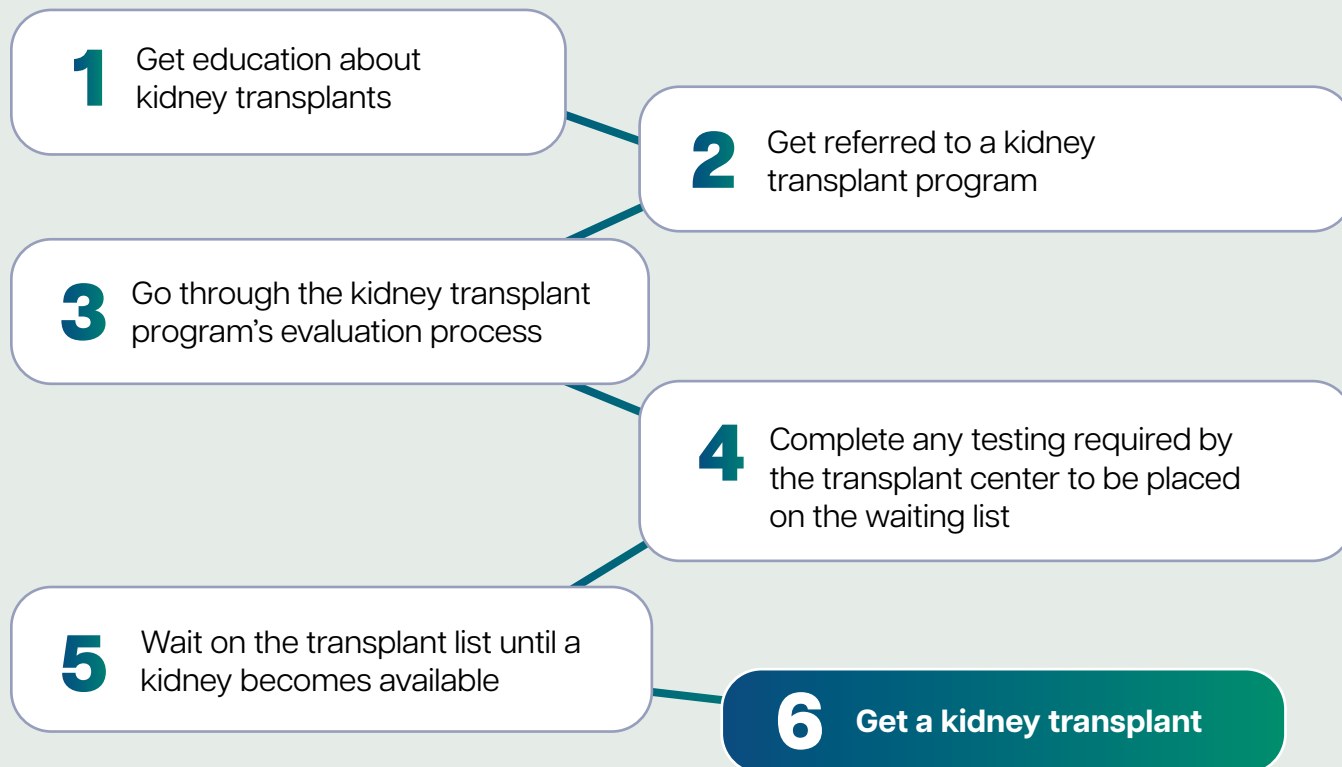 1
Get education about
kidney transplants
2
Get referred to a kidney
transplant program
3
Go through the kidney transplant
program’s evaluation process
4
Complete any testing required by
the transplant center to be placed
on the waiting list
5
Wait on the transplant list until a
kidney becomes available
6
Get a kidney transplant